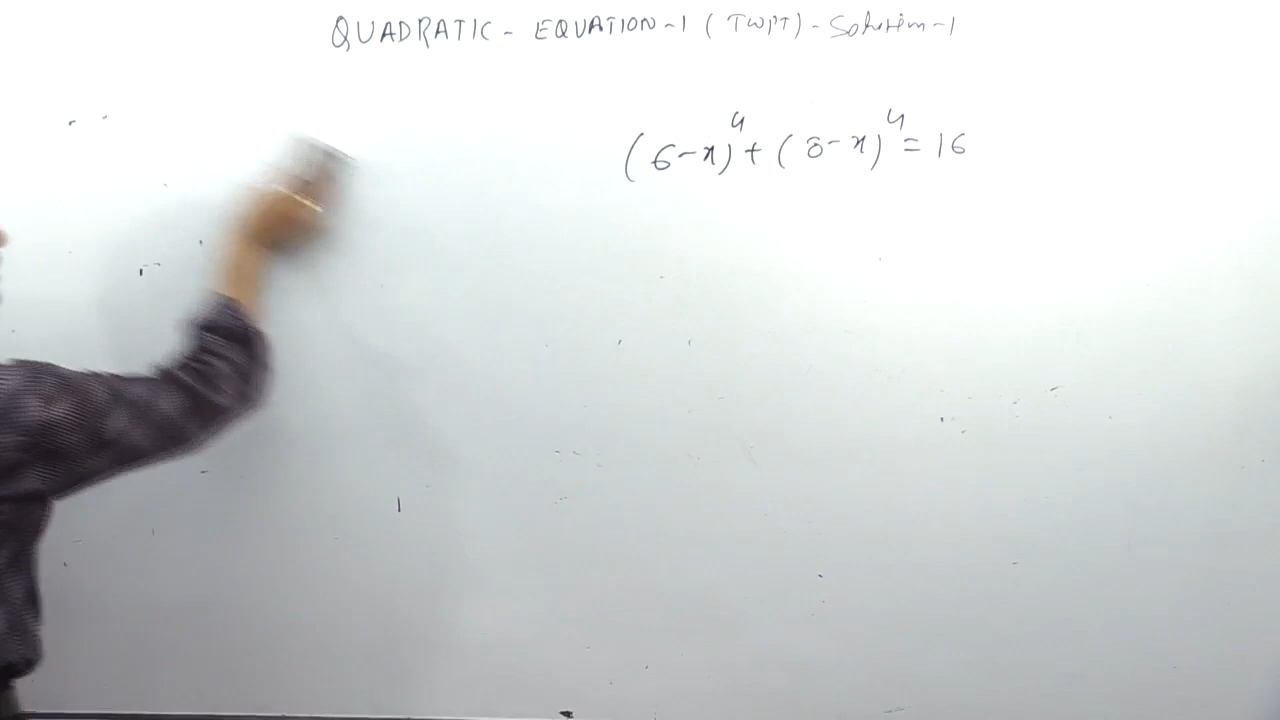 QUADRATIC - EQUATION-1 (TWPT) - Solution-1
(6-x)⁴ + (8-x)⁴ = 16